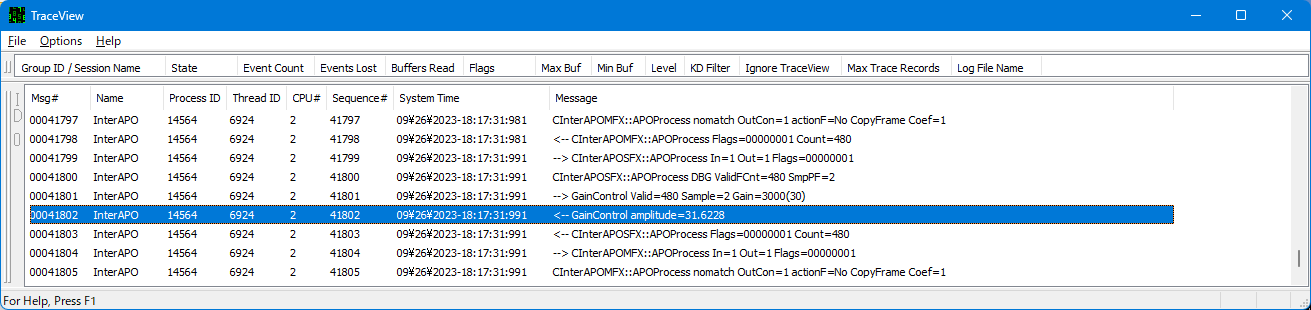 TraceView
File Options Help
Group ID / Session Name State Event Count Events Lost Buffers Read Flags Max Buf Min Buf Level KD Filter Ignore TraceView Max Trace Records Log File Name
Msg# Name Process ID Thread ID CPU# Sequence# System Time Message
00041797 InterAPO 14564 6924 2 41797 09¥26¥2023-18:17:31:981 CInterAPOMFX::APOProcess nomatch OutCon=1 actionF=No CopyFrame Coef=1
00041798 InterAPO 14564 6924 2 41798 09¥26¥2023-18:17:31:991 <-- CInterAPOMFX::APOProcess Flags=00000001 Count=480
00041799 InterAPO 14564 6924 2 41799 09¥26¥2023-18:17:31:991 --> CInterAPOSFX::APOProcess In=1 Out=1 Flags=00000001
00041800 InterAPO 14564 6924 2 41800 09¥26¥2023-18:17:31:991 CInterAPOSFX::APOProcess DBG ValidFCnt=480 SmpPF=2
00041801 InterAPO 14564 6924 2 41801 09¥26¥2023-18:17:31:991 --> GainControl Valid=480 Sample=2 Gain=3000(30)
00041802 InterAPO 14564 6924 2 41802 09¥26¥2023-18:17:31:991 <-- GainControl amplitude=31.6228
00041803 InterAPO 14564 6924 2 41803 09¥26¥2023-18:17:31:991 <-- CInterAPOSFX::APOProcess Flags=00000001 Count=480
00041804 InterAPO 14564 6924 2 41804 09¥26¥2023-18:17:31:991 --> CInterAPOMFX::APOProcess In=1 Out=1 Flags=00000001
00041805 InterAPO 14564 6924 2 41805 09¥26¥2023-18:17:31:991 CInterAPOMFX::APOProcess nomatch OutCon=1 actionF=No CopyFrame Coef=1
For Help, Press F1